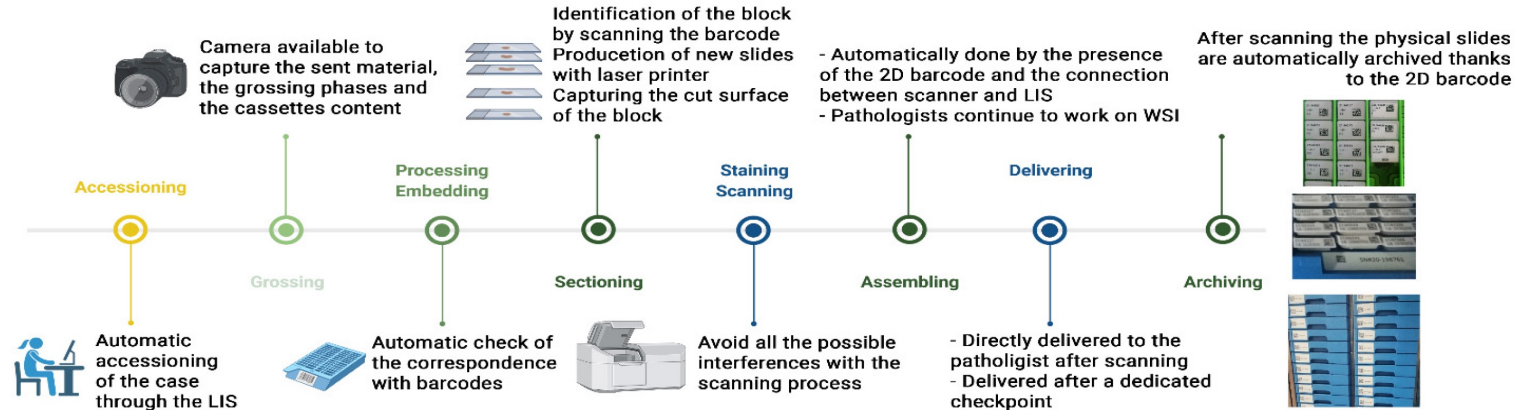 Camera available to
capture the sent material,
the grossing phases and
the cassettes content
Identification of the block
by scanning the barcode
Producetion of new slides
with laser printer
Capturing the cut surface
of the block
- Automatically done by the presence
of the 2D barcode and the connection
between scanner and LIS
- Pathologists continue to work on WSI
After scanning the physical slides
are automatically archived thanks
to the 2D barcode
Accessioning
Processing
Embedding
Staining
Scanning
Delivering
Grossing
Sectioning
Assembling
Archiving
Automatic
accessioning
of the case
through the LIS
Automatic check of
the correspondence
with barcodes
Avoid all the possible
interferences with the
scanning process
- Directly delivered to the
patholigist after scanning
- Delivered after a dedicated
checkpoint